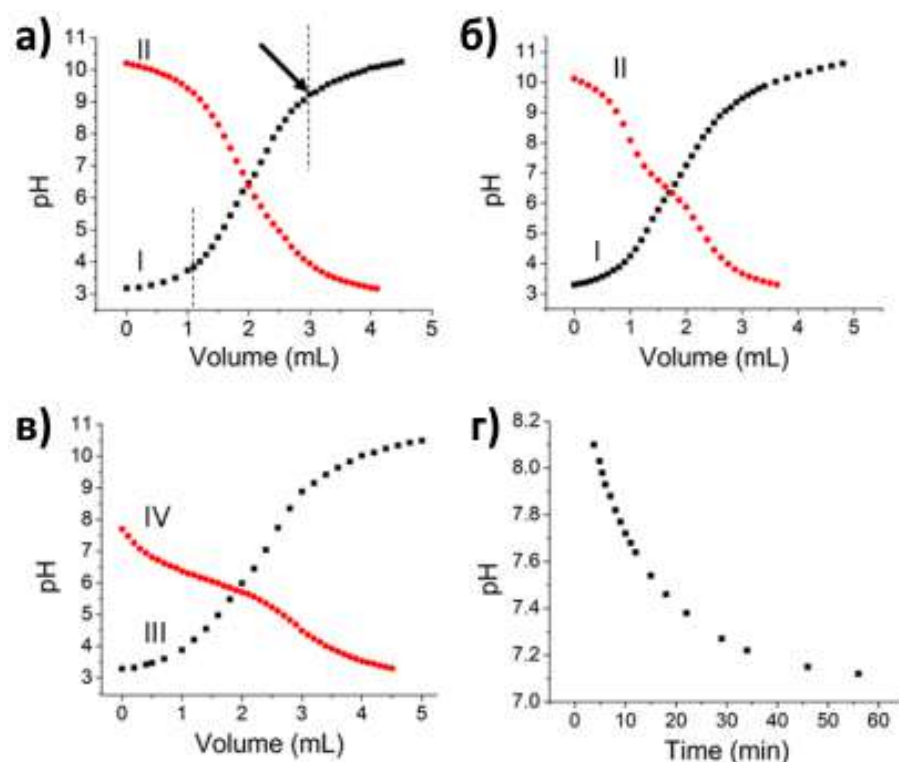 а)
II
I
11
10
9
8
7
6
5
4
3
pH
0 1 2 3 4 5
Volume (mL)
б)
II
I
11
10
9
8
7
6
5
4
3
pH
0 1 2 3 4 5
Volume (mL)
в)
IV
III
11
10
9
8
7
6
5
4
3
pH
0 1 2 3 4 5
Volume (mL)
г)
8.2
8.0
7.8
7.6
7.4
7.2
7.0
pH
0 10 20 30 40 50 60
Time (min)